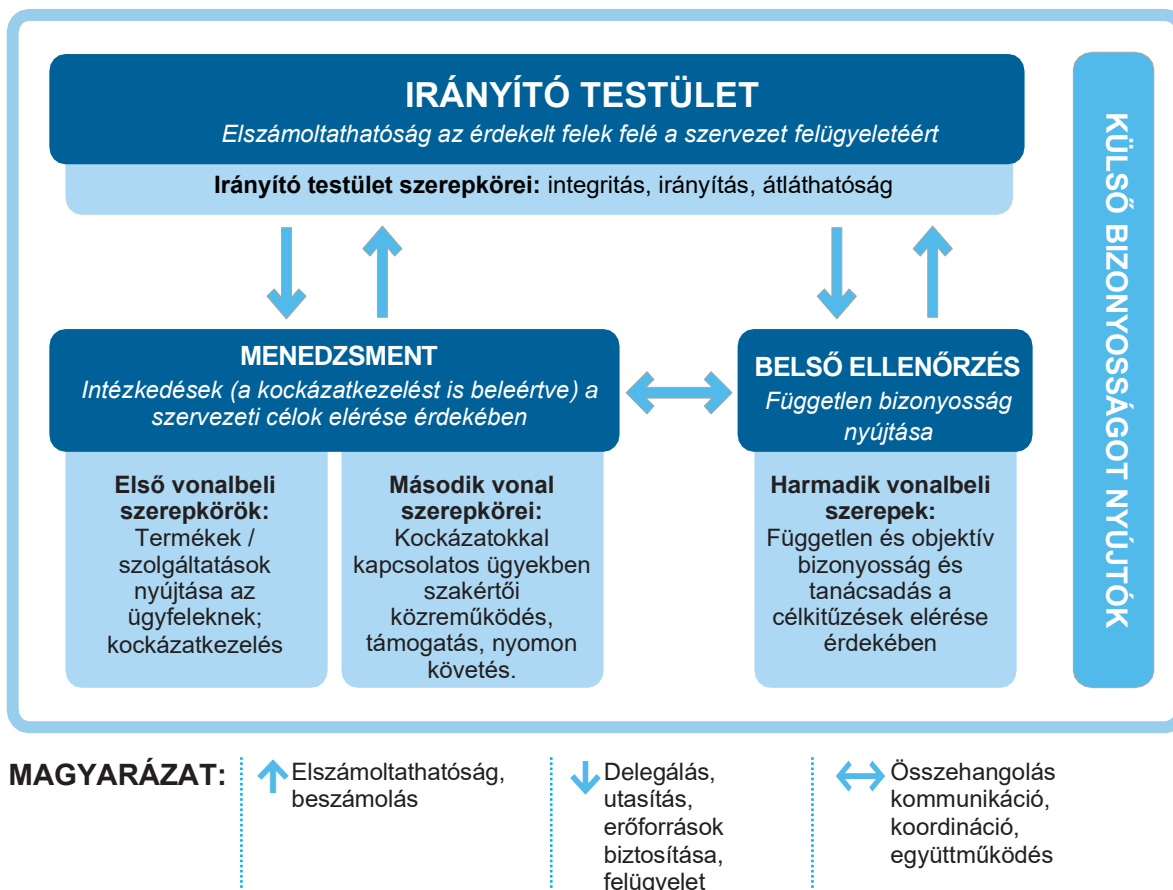 IRÁNYÍTÓ TESTÜLET
Elszámoltathatóság az érdekelt felek felé a szervezet felügyeletéért
Irányító testület szerepkörei: integritás, irányítás, átláthatóság
MENEDZSMENT
Intézkedések (a kockázatkezelést is beleértve) a
szervezeti célok elérése érdekében
Első vonalbeli
szerepkörök:
Termékek /
szolgáltatások
nyújtása az
ügyfeleknek;
kockázatkezelés
Második vonal
szerepkörei:
Kockázatokkal
kapcsolatos ügyekben
szakértői
közreműködés,
támogatás, nyomon
követés.
BELSŐ ELLENŐRZÉS
Független bizonyosság
nyújtása
Harmadik vonalbeli
szerepek:
Független és objektív
bizonyosság és
tanácsadás a
célkitűzések elérése
érdekében
KÜLSŐ BIZONYOSSÁGOT NYÚJTÓK
MAGYARÁZAT:
Elszámoltathatóság,
beszámolás
Delegálás,
utasítás,
erőforrások
biztosítása,
felügyelet
Összehangolás
kommunikáció,
koordináció,
együttműködés